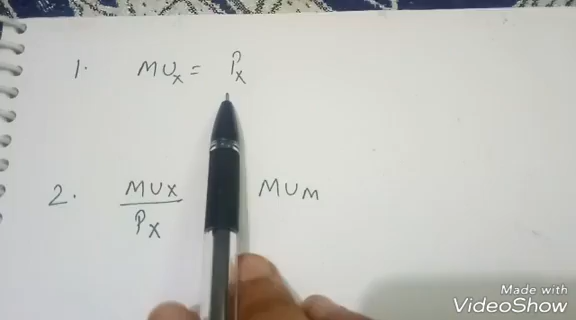 1. MUx = Px
2. MUx
Px
MUM
Made with
VideoShow